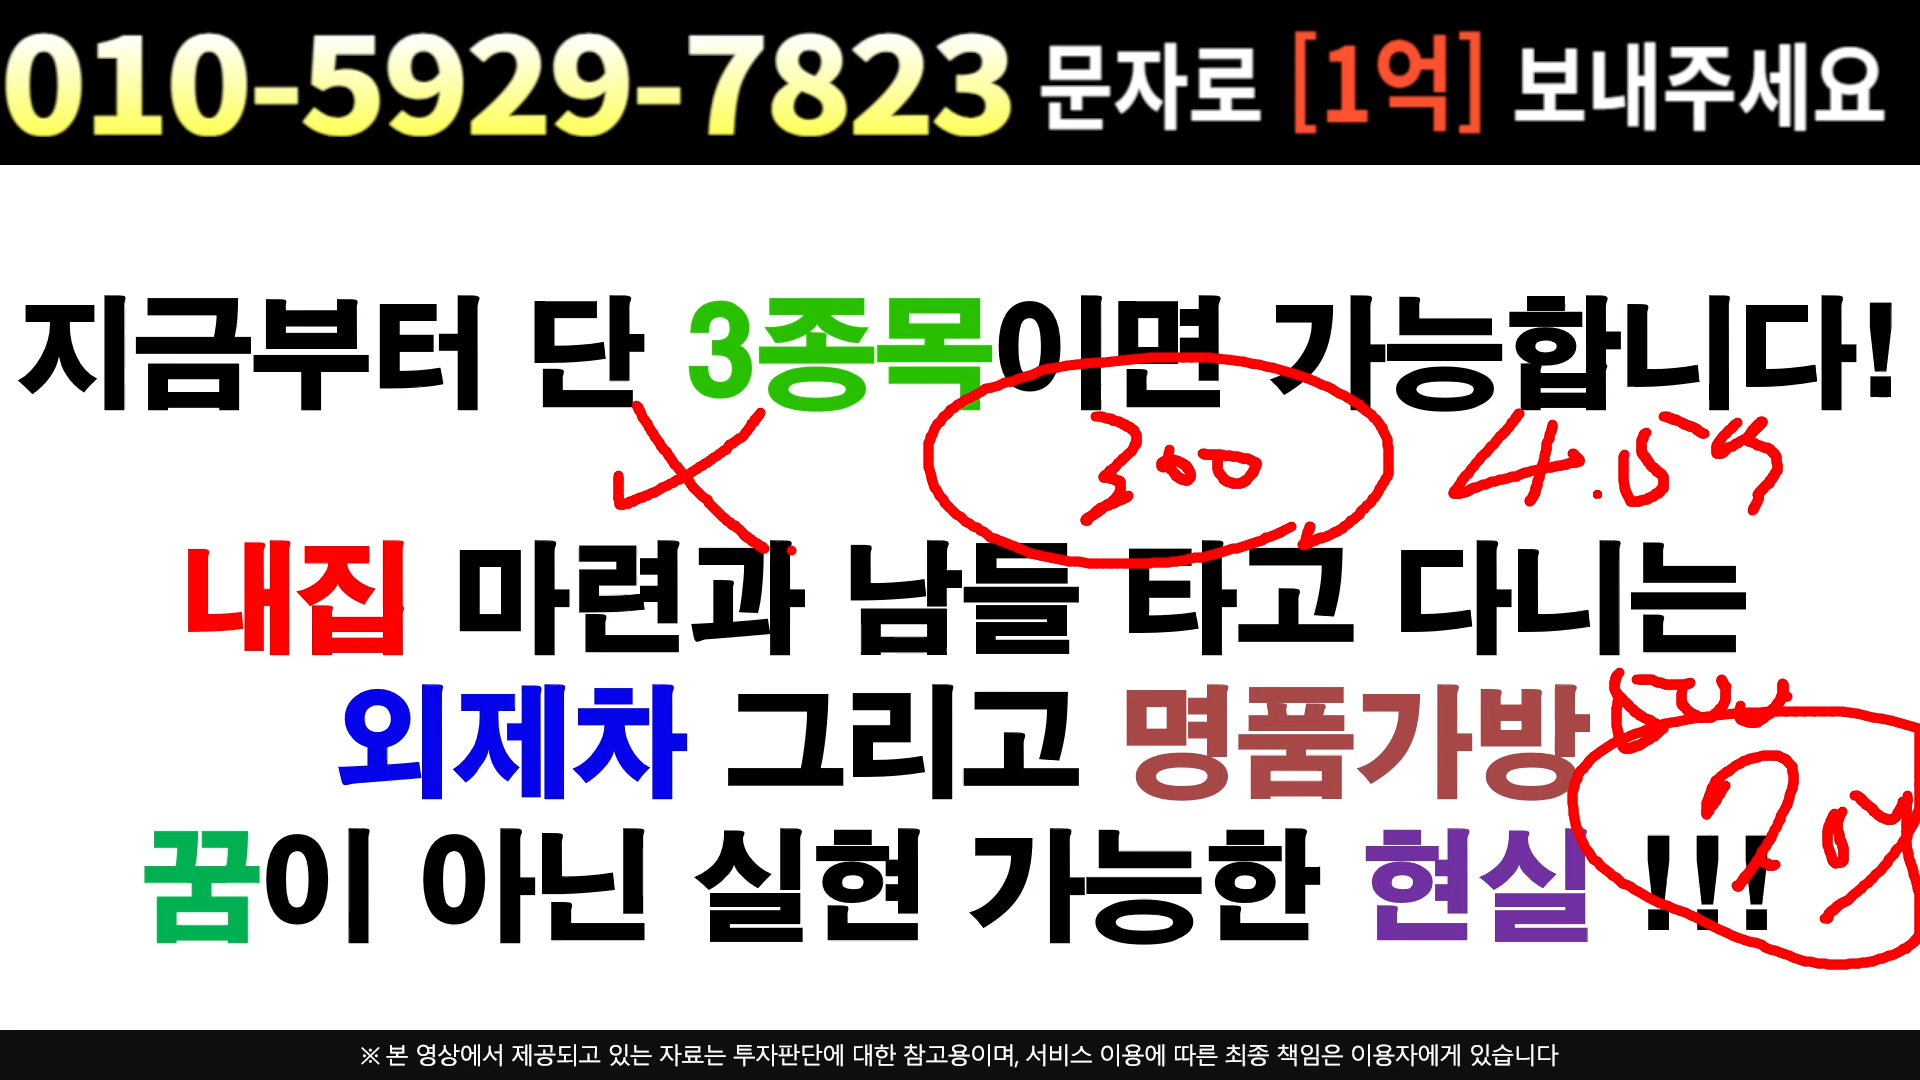 010-5929-7823 문자로 [1억] 보내주세요
지금부터 단 3종목이면 가능합니다!
300 4.5억
내집 마련과 남들 타고 다니는
500
외제차 그리고 명품가방
꿈이 아닌 실현 가능한 현실 !!!
※ 본 영상에서 제공되고 있는 자료는 투자판단에 대한 참고용이며, 서비스 이용에 따른 최종 책임은 이용자에게 있습니다